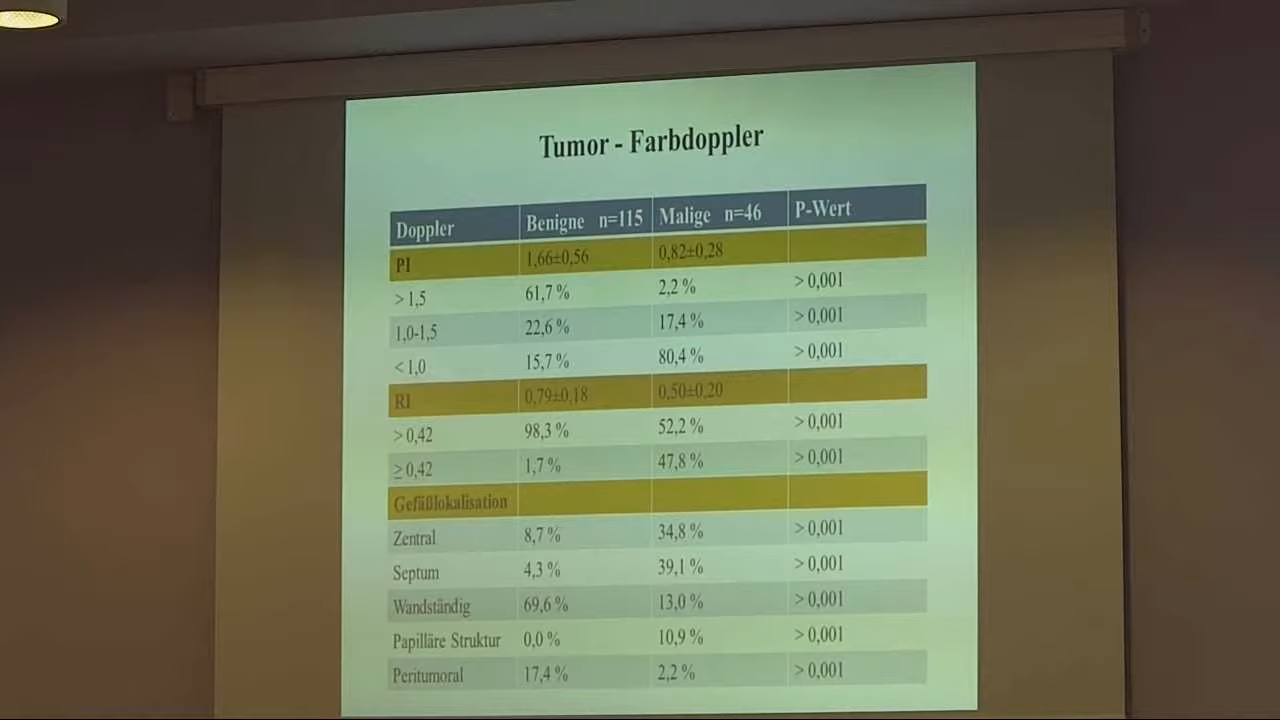 Tumor - Farbdoppler
Doppler Benigne n=115 Malige n=46 P-Wert
PI 1,66±0,56 0,82±0,28
> 1,5 61,7 % 2,2 % > 0,001
1,0-1,5 22,6 % 17,4 % > 0,001
< 1,0 15,7 % 80,4 % > 0,001
RI 0,79±0,18 0,50±0,20
> 0,42 98,3 % 52,2 % > 0,001
≥ 0,42 1,7 % 47,8 % > 0,001
Gefäßlokalisation
Zentral 8,7 % 34,8 % > 0,001
Septum 4,3 % 39,1 % > 0,001
Wandständig 69,6 % 13,0 % > 0,001
Papilläre Struktur 0,0 % 10,9 % > 0,001
Peritumoral 17,4 % 2,2 % > 0,001